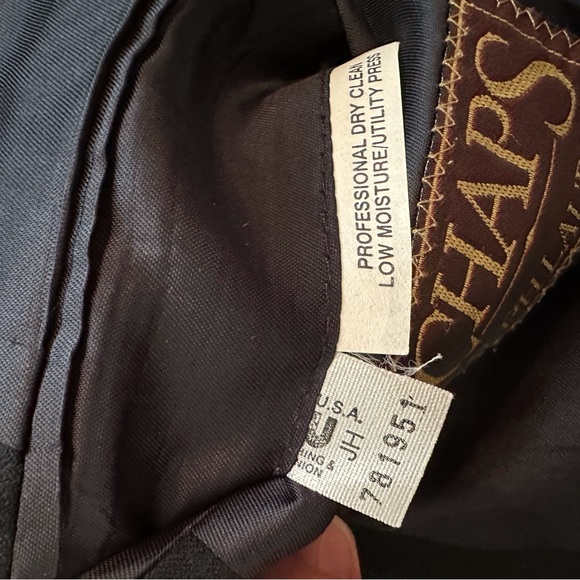 PROFESSIONAL DRY CLEAN
LOW MOISTURE/UTILITY PRESS
CHAPS
U.S.A.
U
JH
781951